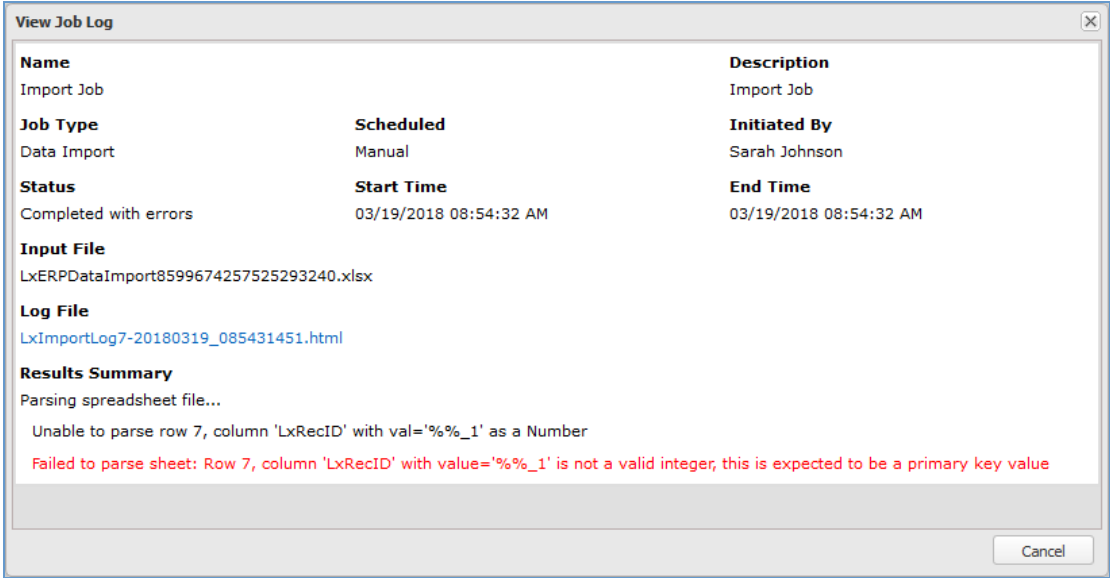 View Job Log
Name Description
Import Job Import Job
Job Type Scheduled Initiated By
Data Import Manual Sarah Johnson
Status Start Time End Time
Completed with errors 03/19/2018 08:54:32 AM 03/19/2018 08:54:32 AM
Input File
LxERPDataImport8599674257525293240.xlsx
Log File
LxImportLog7-20180319_085431451.html
Results Summary
Parsing spreadsheet file...
Unable to parse row 7, column 'LxRecID' with val='%%_1' as a Number
Failed to parse sheet: Row 7, column 'LxRecID' with value='%%_1' is not a valid integer, this is expected to be a primary key value
Cancel